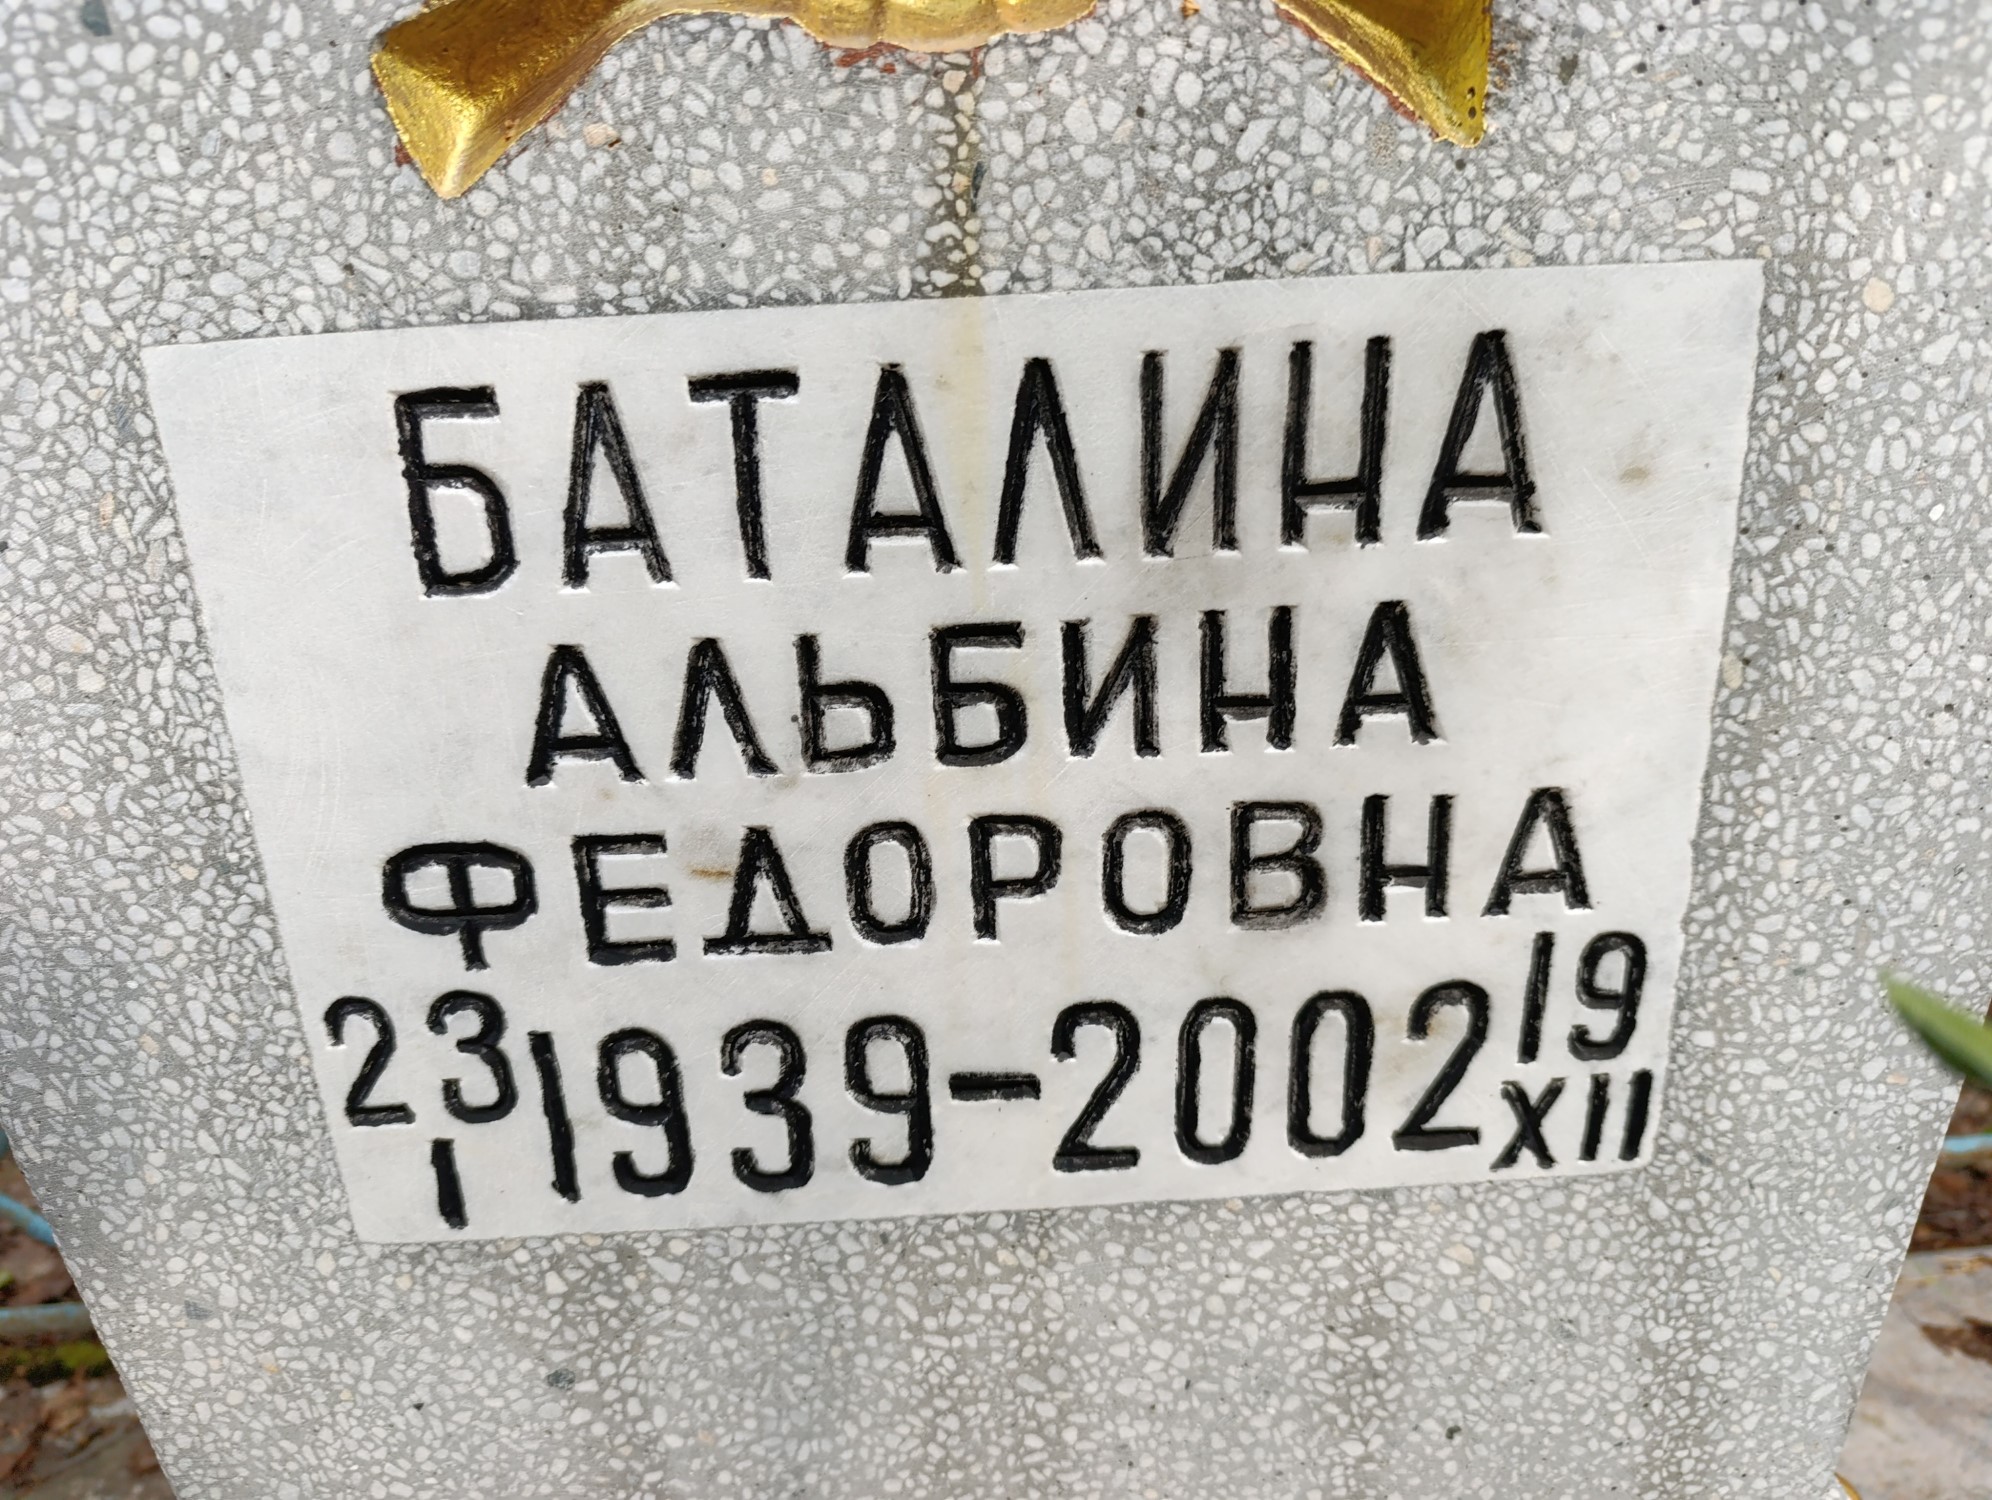 БАТАЛИНА
АЛЬБИНА
ФЕДОРОВНА
23 I 1939-2002 19 XII